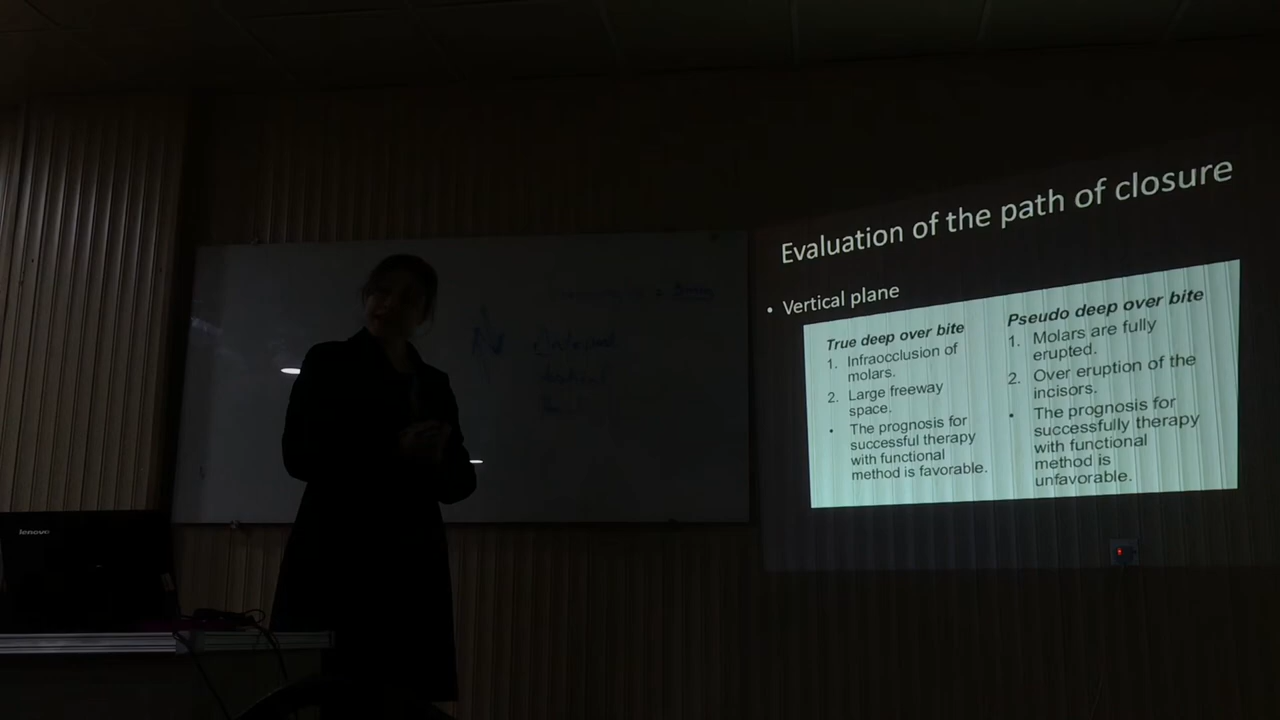 Evaluation of the path of closure
• Vertical plane
True deep over bite
1. Infraocclusion of
molars.
2. Large freeway
space.
• The prognosis for
successful therapy
with functional
method is favorable.
Pseudo deep over bite
1. Molars are fully
erupted.
2. Over eruption of the
incisors.
• The prognosis for
successfully therapy
with functional
method is
unfavorable.
lenovo